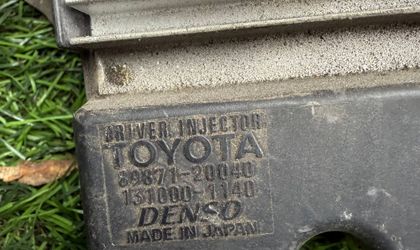 DRIVER, INJECTOR
TOYOTA
89871-20040
131000-1140
DENSO
MADE IN JAPAN